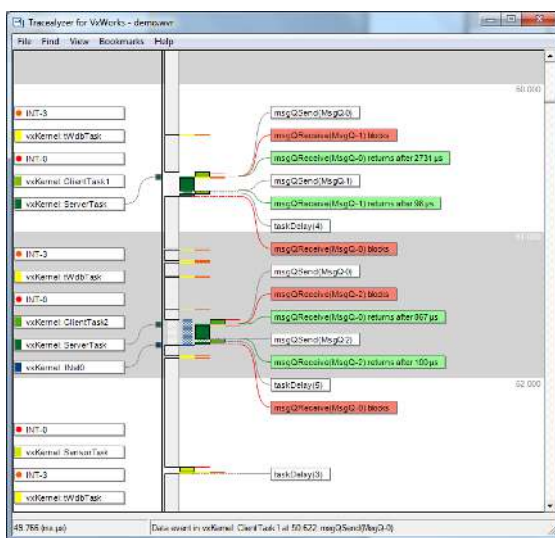 Tracealyzer for VxWorks - demo.wvr
File Find View Bookmarks Help
INT-3
vxKernel: tWdbTask
INT-0
vxKernel: ClientTask1
vxKernel: ServerTask
msgQSend(MsgQ-0)
msgQReceive(MsgQ-1) blocks
msgQReceive(MsgQ-0) returns after 2731 µs
msgQSend(MsgQ-1)
msgQReceive(MsgQ-1) returns after 98 µs
taskDelay(4)
msgQReceive(MsgQ-0) blocks
INT-3
vxKernel: tWdbTask
INT-0
vxKernel: ClientTask2
vxKernel: ServerTask
vxKernel: tNet0
msgQSend(MsgQ-0)
msgQReceive(MsgQ-2) blocks
msgQReceive(MsgQ-0) returns after 867 µs
msgQSend(MsgQ-2)
msgQReceive(MsgQ-2) returns after 100 µs
taskDelay(5)
msgQReceive(MsgQ-0) blocks
62.000
INT-0
vxKernel: SensorTask
INT-3
vxKernel: tWdbTask
taskDelay(3)
49.766 (ms.µs)
Data event in vxKernel: ClientTask1 at 50.622: msgQSend(MsgQ-0)